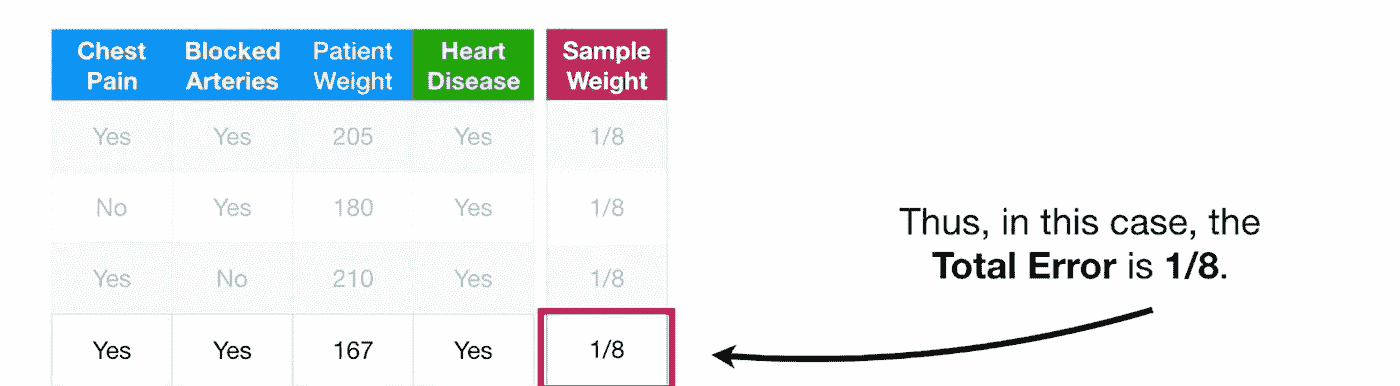 Chest Pain Blocked Arteries Patient Weight Heart Disease Sample Weight
Yes Yes 205 Yes 1/8
No Yes 180 Yes 1/8
Yes No 210 Yes 1/8
Yes Yes 167 Yes 1/8
Thus, in this case, the
Total Error is 1/8.